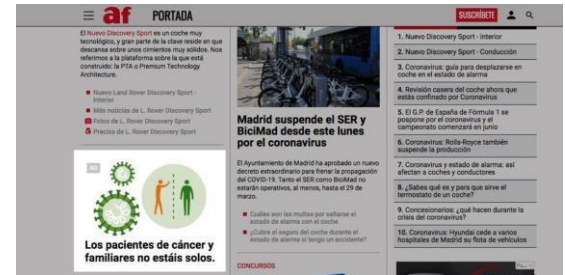 af
PORTADA
SUSCRÍBETE
El Nuevo Discovery Sport es un coche muy
tecnológico, y gran parte de la clave reside en que
descansa sobre unos cimientos muy sólidos. Nos
referimos a la plataforma sobre la que está
construido: la PTA o Premium Technology
Architecture.
Nuevo Land Rover Discovery Sport -
Interior
Más noticias de L. Rover Discovery Sport
Fotos de L. Rover Discovery Sport
Precios de L. Rover Discovery Sport
AD
Los pacientes de cáncer y
familiares no estáis solos.
Madrid suspende el SER y
BiciMad desde este lunes
por el coronavirus
El Ayuntamiento de Madrid ha aprobado un nuevo
decreto extraordinario para frenar la propagación
del COVID-19. Tanto el SER como BiciMad no
estarán operativos, al menos, hasta el 29 de
marzo.
Cuáles son las multas por saltarse el
estado de alarma con el coche
¿Cubre el seguro del coche durante el
estado de alarma si tengo un accidente?
CONCURSOS
1. Nuevo Discovery Sport - Interior
2. Nuevo Discovery Sport - Conducción
3. Coronavirus: guía para desplazarse en
coche en el estado de alarma
4. Revisión casera del coche ahora que
estás confinado por Coronavirus
5. El G.P. de España de Fórmula 1 se
pospone por el coronavirus y el
campeonato comenzará en junio
6. Coronavirus: Rolls-Royce también
suspende la producción
7. Coronavirus y estado de alarma: así
afectan a coches y conductores
8. ¿Sabes qué es y para que sirve el
termostato de un coche?
9. Concesionarios: ¿qué hacen durante la
crisis del coronavirus?
10. Coronavirus: Hyundai cede a varios
hospitales de Madrid su flota de vehículos